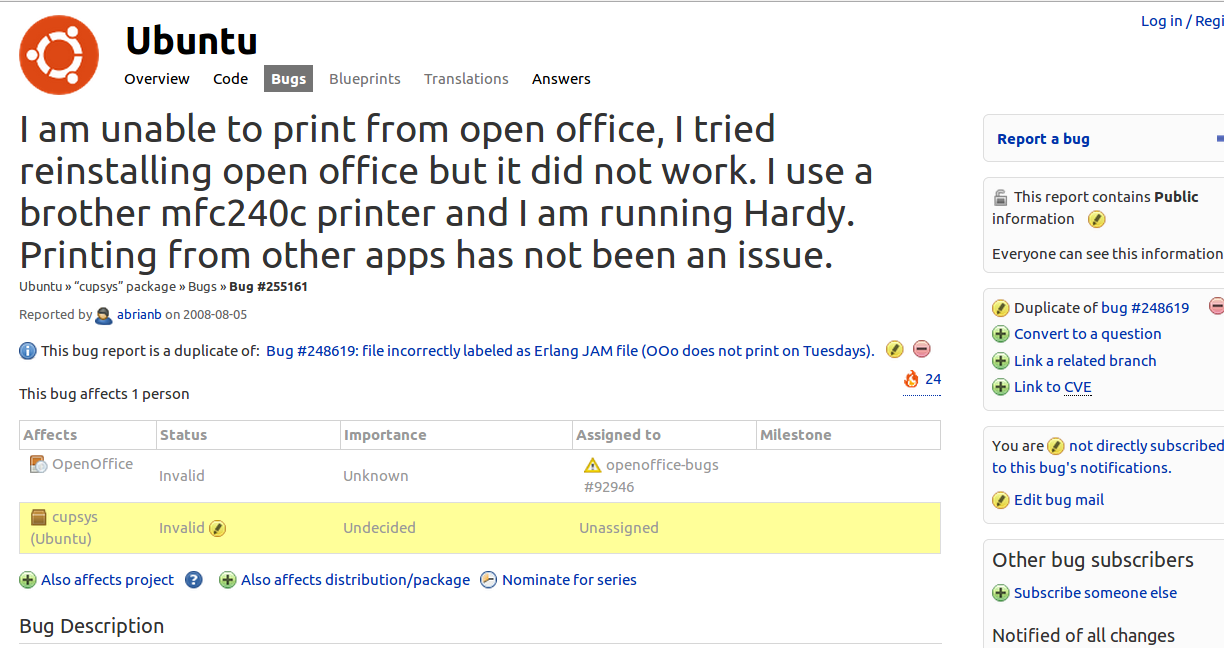 Log in / Regi
Ubuntu
Overview Code Bugs Blueprints Translations Answers
I am unable to print from open office, I tried
reinstalling open office but it did not work. I use a
brother mfc240c printer and I am running Hardy.
Printing from other apps has not been an issue.
Ubuntu » “cupsys” package » Bugs » Bug #255161
Reported by abrianb on 2008-08-05
This bug report is a duplicate of: Bug #248619: file incorrectly labeled as Erlang JAM file (OOo does not print on Tuesdays).
24
This bug affects 1 person
Affects Status Importance Assigned to Milestone
OpenOffice Invalid Unknown openoffice-bugs
#92946
cupsys
(Ubuntu) Invalid Undecided Unassigned
Also affects project ? Also affects distribution/package Nominate for series
Bug Description
Report a bug
This report contains Public
information
Everyone can see this information
Duplicate of bug #248619
Convert to a question
Link a related branch
Link to CVE
You are not directly subscribed
to this bug's notifications.
Edit bug mail
Other bug subscribers
Subscribe someone else
Notified of all changes